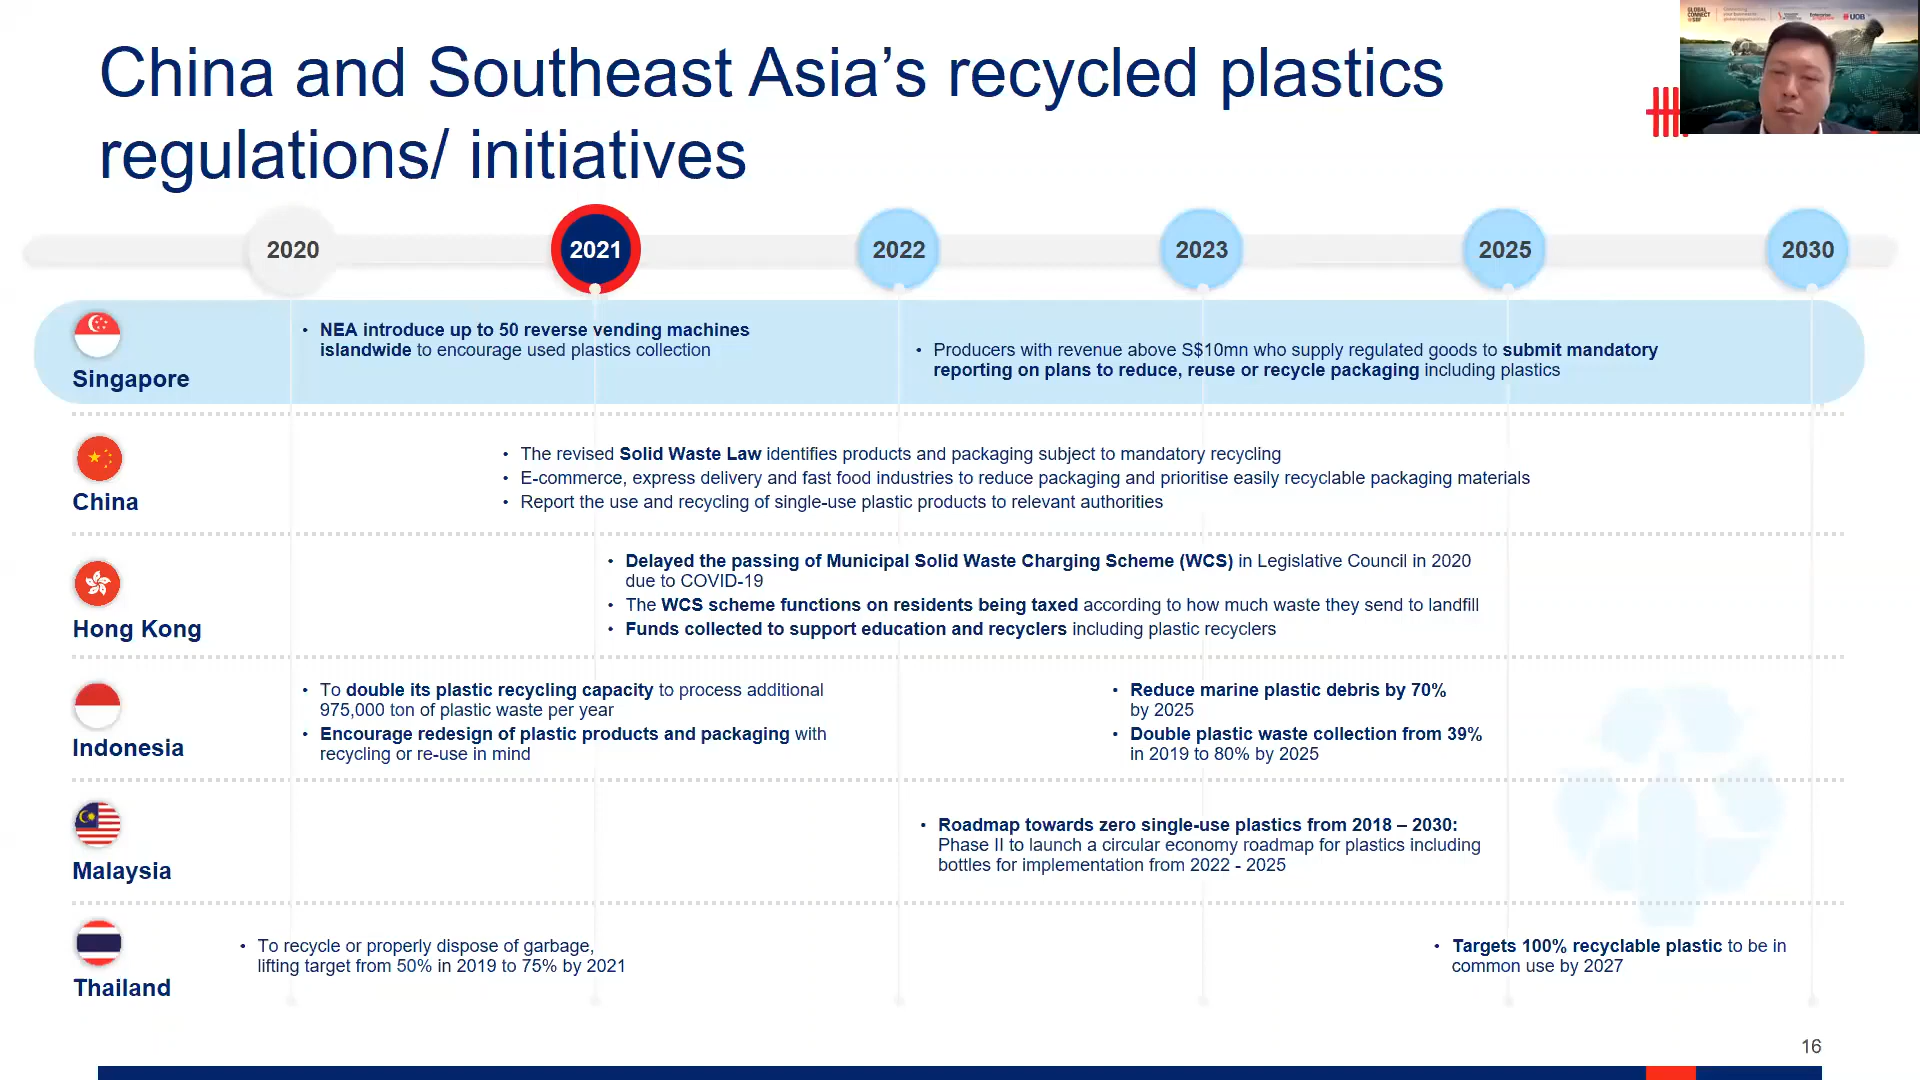 China and Southeast Asia's recycled plastics
regulations/ initiatives
GLOBAL
CONNECT
@SBF
UOB
2020
2021
2022
2023
2025
2030
Singapore
• NEA introduce up to 50 reverse vending machines
islandwide to encourage used plastics collection
• Producers with revenue above S$10mn who supply regulated goods to submit mandatory
reporting on plans to reduce, reuse or recycle packaging including plastics
China
• The revised Solid Waste Law identifies products and packaging subject to mandatory recycling
• E-commerce, express delivery and fast food industries to reduce packaging and prioritise easily recyclable packaging materials
• Report the use and recycling of single-use plastic products to relevant authorities
Hong Kong
• Delayed the passing of Municipal Solid Waste Charging Scheme (WCS) in Legislative Council in 2020
due to COVID-19
• The WCS scheme functions on residents being taxed according to how much waste they send to landfill
• Funds collected to support education and recyclers including plastic recyclers
Indonesia
• To double its plastic recycling capacity to process additional
975,000 ton of plastic waste per year
• Encourage redesign of plastic products and packaging with
recycling or re-use in mind
• Reduce marine plastic debris by 70%
by 2025
• Double plastic waste collection from 39%
in 2019 to 80% by 2025
Malaysia
• Roadmap towards zero single-use plastics from 2018 – 2030:
Phase II to launch a circular economy roadmap for plastics including
bottles for implementation from 2022 - 2025
Thailand
• To recycle or properly dispose of garbage,
lifting target from 50% in 2019 to 75% by 2021
• Targets 100% recyclable plastic to be in
common use by 2027
16